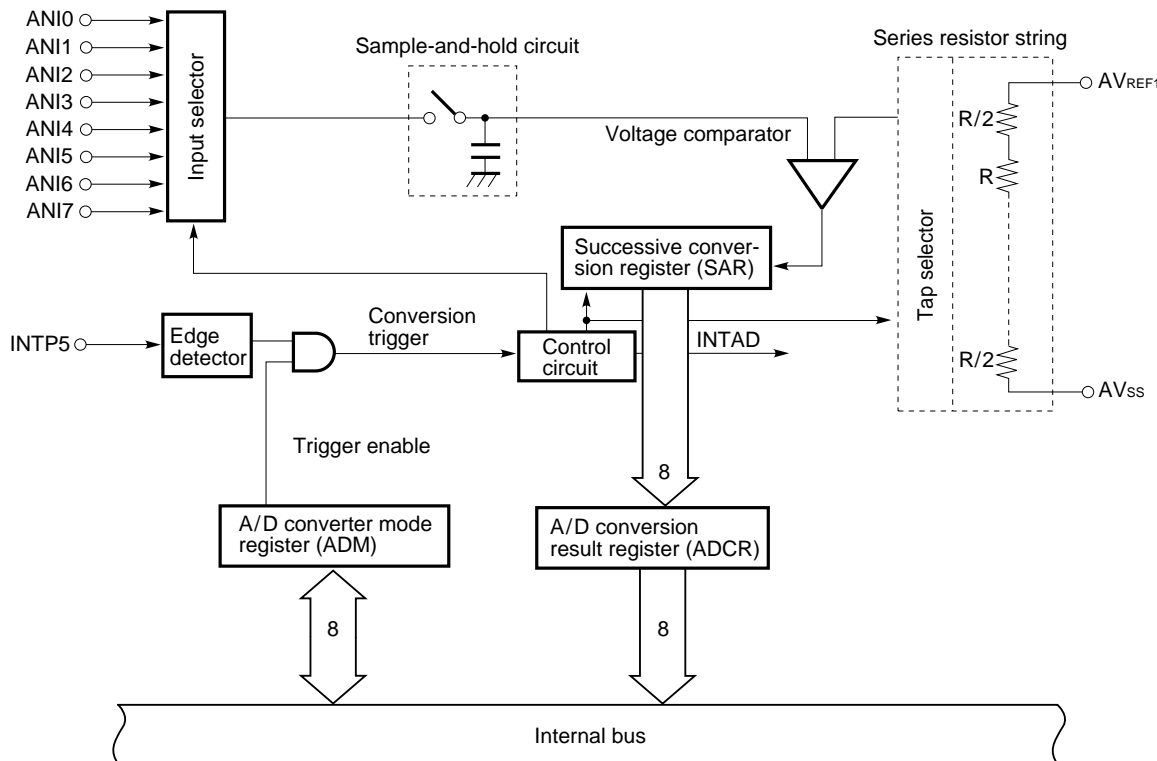 ANI0
ANI1
ANI2
ANI3
ANI4
ANI5
ANI6
ANI7
Input selector
Sample-and-hold circuit
Series resistor string
AVREF1
R/2
R
Voltage comparator
Tap selector
Successive conver-
sion register (SAR)
INTP5
Edge
detector
Conversion
trigger
Control
circuit
INTAD
R/2
AVSS
Trigger enable
8
A/D converter mode
register (ADM)
A/D conversion
result register (ADCR)
8
8
Internal bus